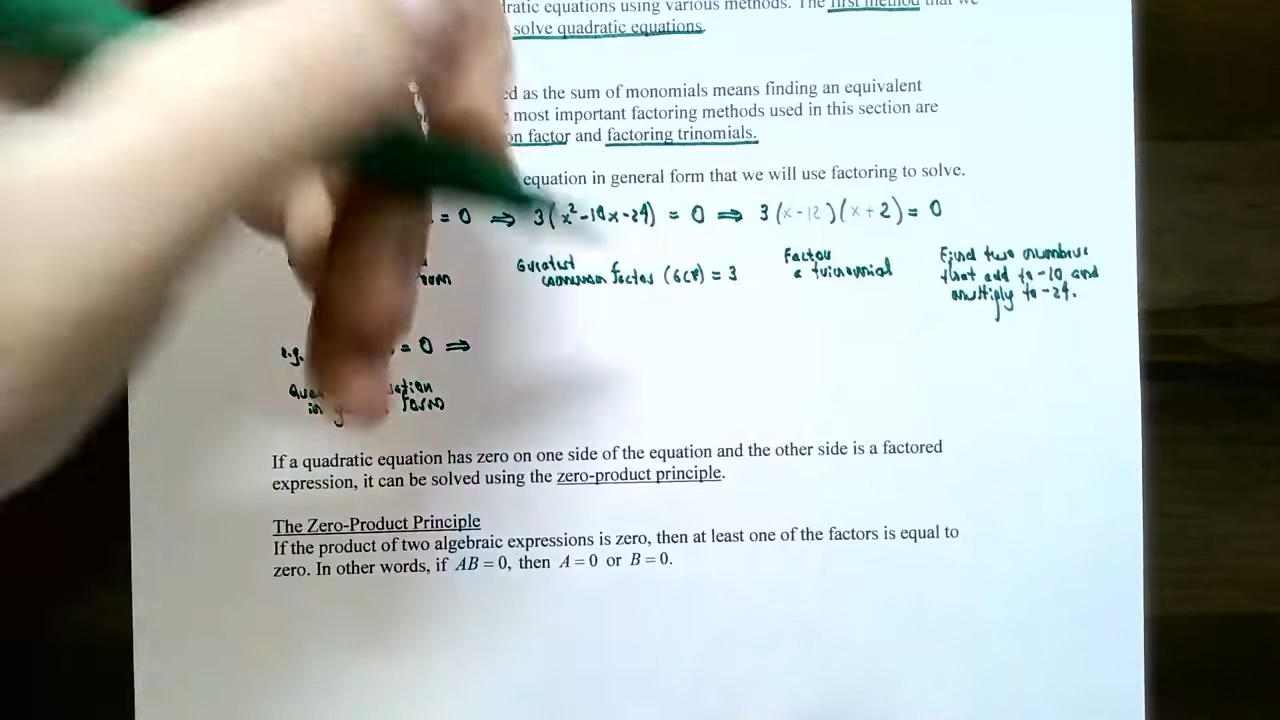 dratic equations using various methods. The first method that we
solve quadratic equations.
ed as the sum of monomials means finding an equivalent
most important factoring methods used in this section are
on factor and factoring trinomials.
equation in general form that we will use factoring to solve.
= 0 ⇒ 3(x²-10x-24) = 0 ⇒ 3(x-12)(x+2) = 0
Greatest common factor (GCF) = 3
Factor a trinomial
Find two numbers
that add to -10 and
multiply to -24.
e.g. = 0 ⇒
in form
If a quadratic equation has zero on one side of the equation and the other side is a factored
expression, it can be solved using the zero-product principle.
The Zero-Product Principle
If the product of two algebraic expressions is zero, then at least one of the factors is equal to
zero. In other words, if AB = 0, then A = 0 or B = 0.